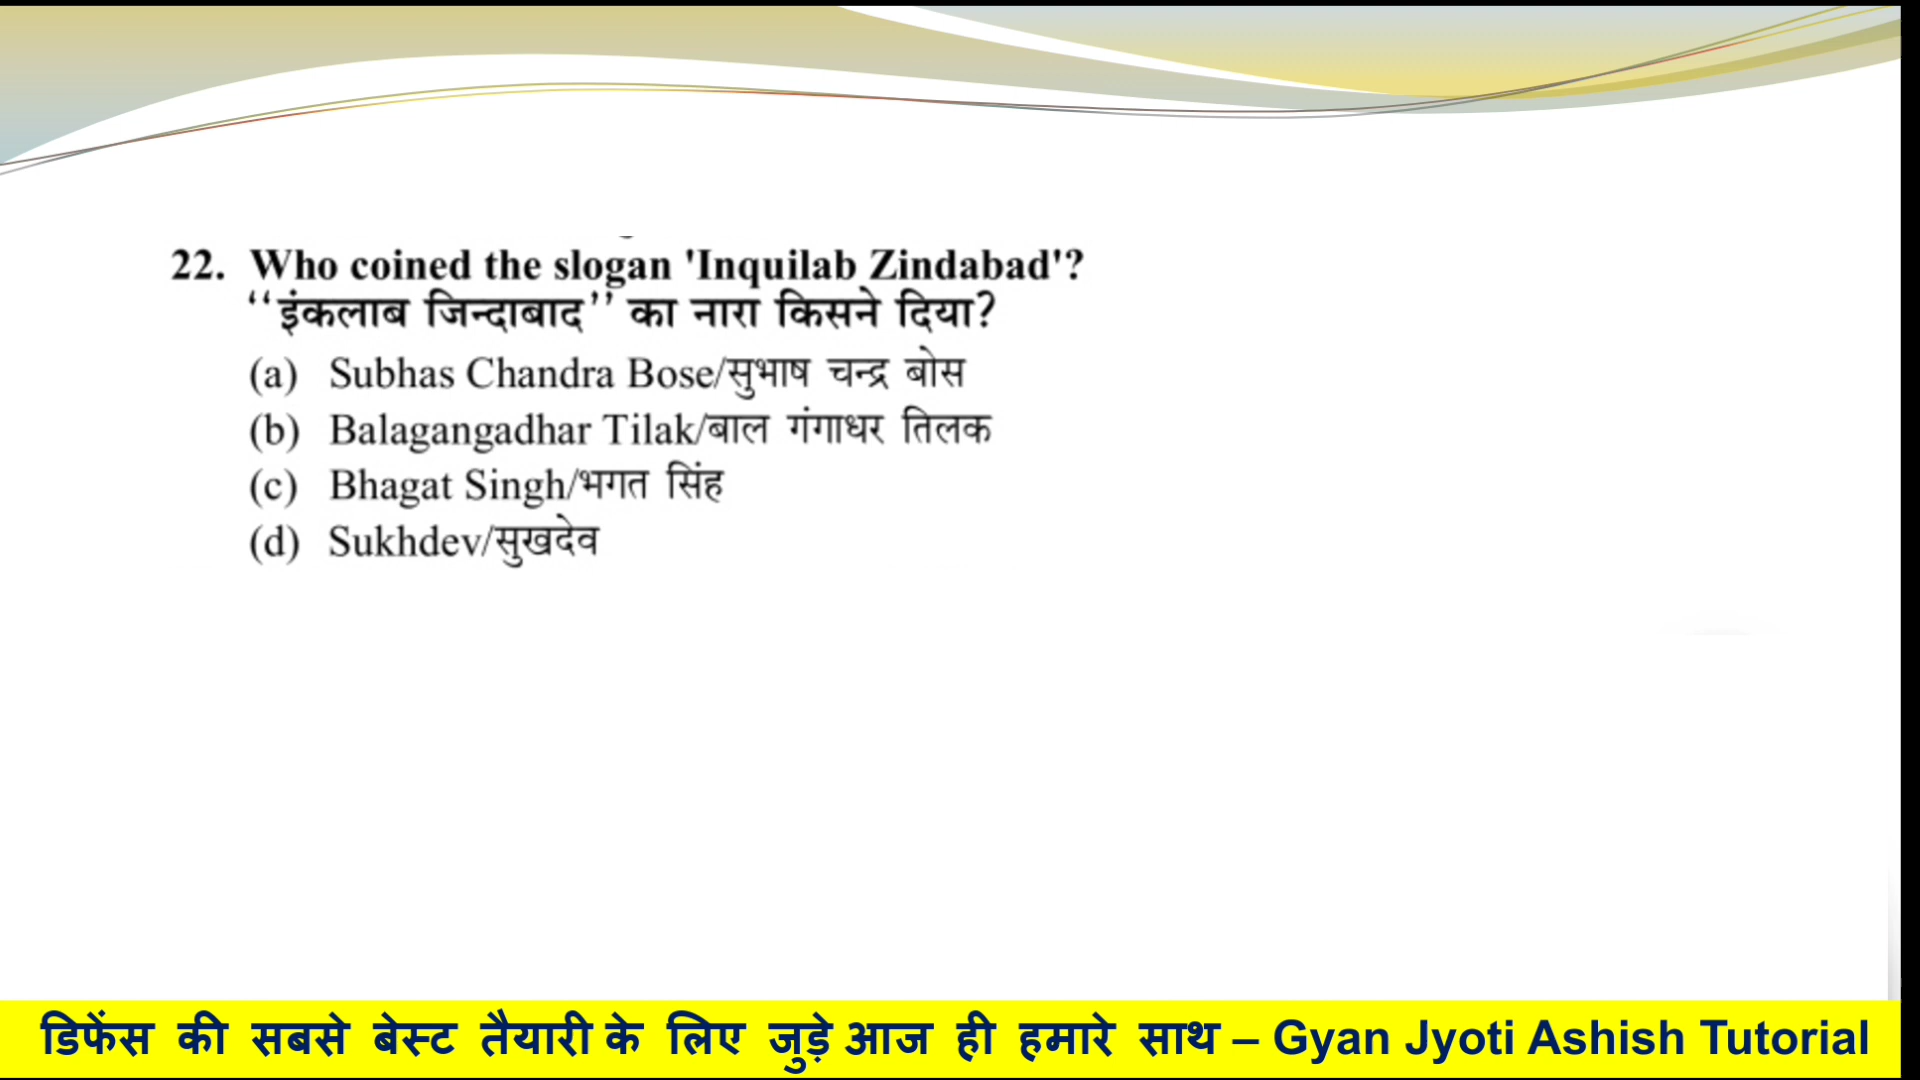 22. Who coined the slogan 'Inquilab Zindabad'?
‘‘इंकलाब जिन्दाबाद’’ का नारा किसने दिया?
(a) Subhas Chandra Bose/सुभाष चन्द्र बोस
(b) Balagangadhar Tilak/बाल गंगाधर तिलक
(c) Bhagat Singh/भगत सिंह
(d) Sukhdev/सुखदेव
डिफेंस की सबसे बेस्ट तैयारी के लिए जुड़े आज ही हमारे साथ – Gyan Jyoti Ashish Tutorial